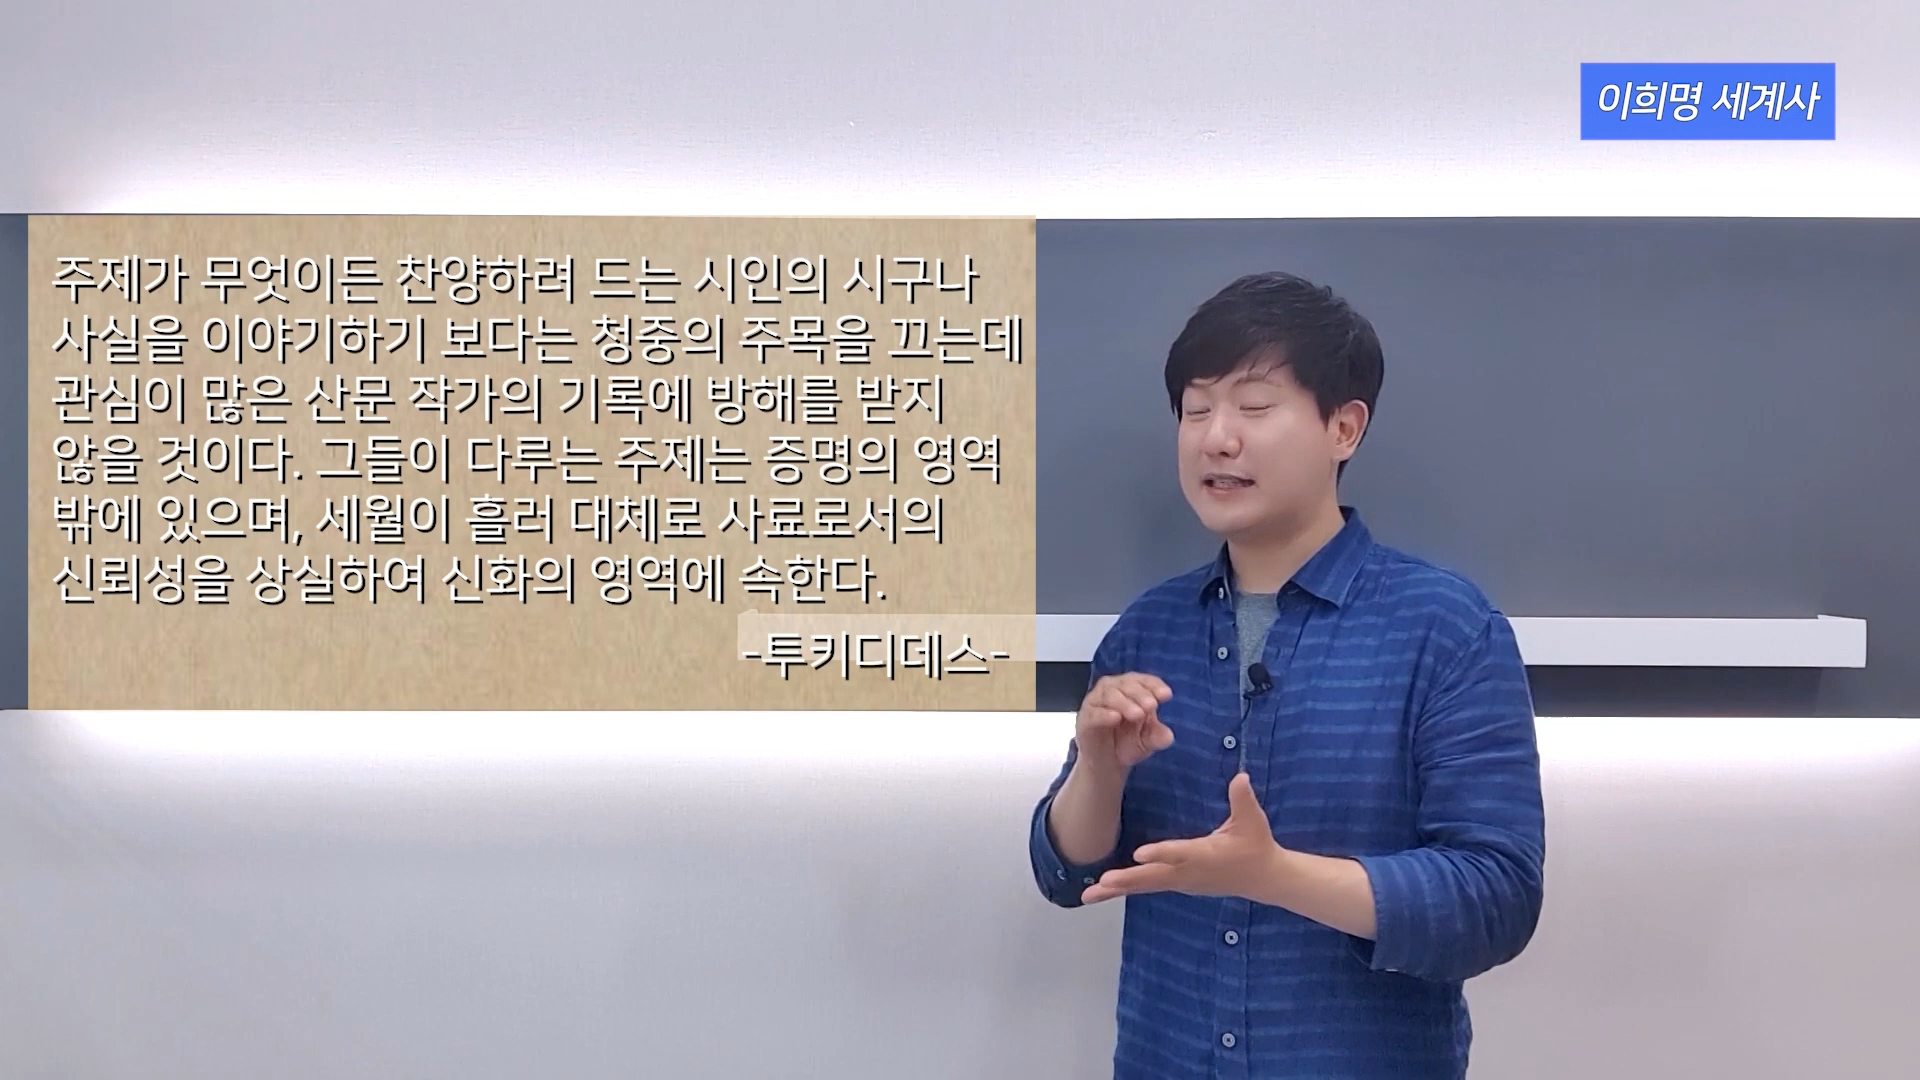 이희명 세계사
주제가 무엇이든 찬양하려 드는 시인의 시구나
사실을 이야기하기 보다는 청중의 주목을 끄는데
관심이 많은 산문 작가의 기록에 방해를 받지
않을 것이다. 그들이 다루는 주제는 증명의 영역
밖에 있으며, 세월이 흘러 대체로 사료로서의
신뢰성을 상실하여 신화의 영역에 속한다.
-투키디데스-